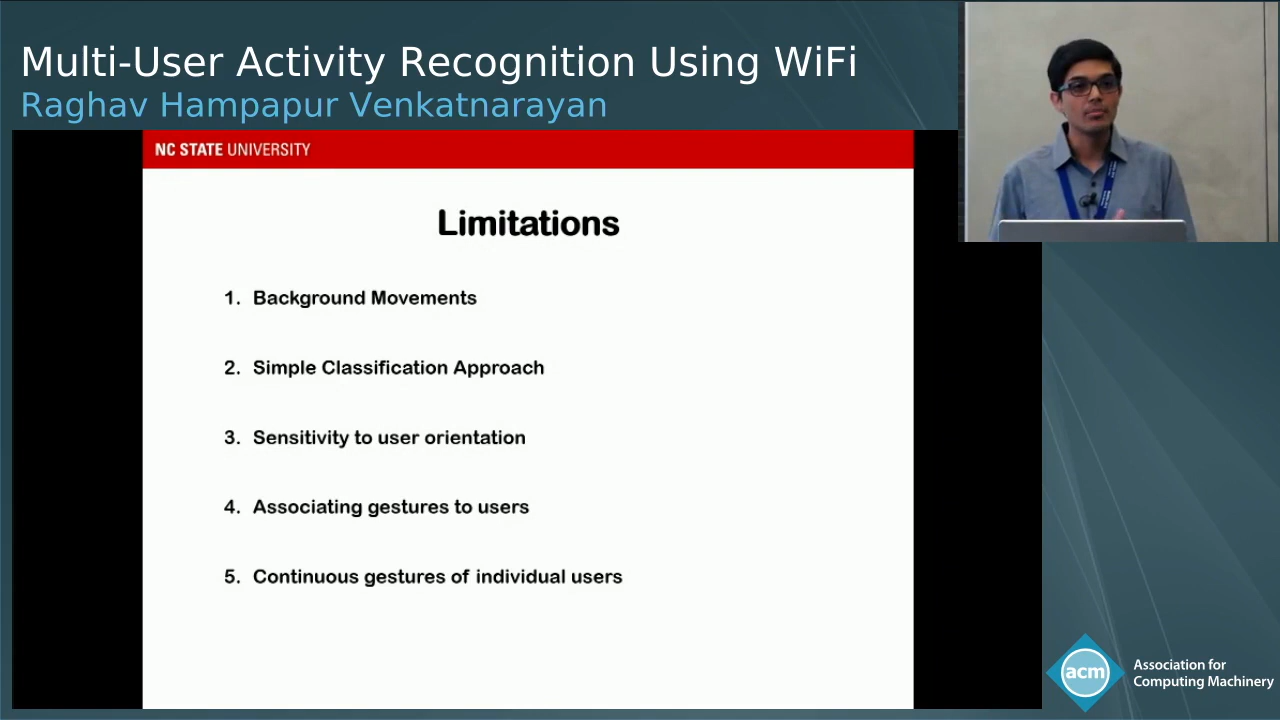 Multi-User Activity Recognition Using WiFi
Raghav Hampapur Venkatnarayan
NC STATE UNIVERSITY
Limitations
1. Background Movements
2. Simple Classification Approach
3. Sensitivity to user orientation
4. Associating gestures to users
5. Continuous gestures of individual users
acm
Association for
Computing Machinery